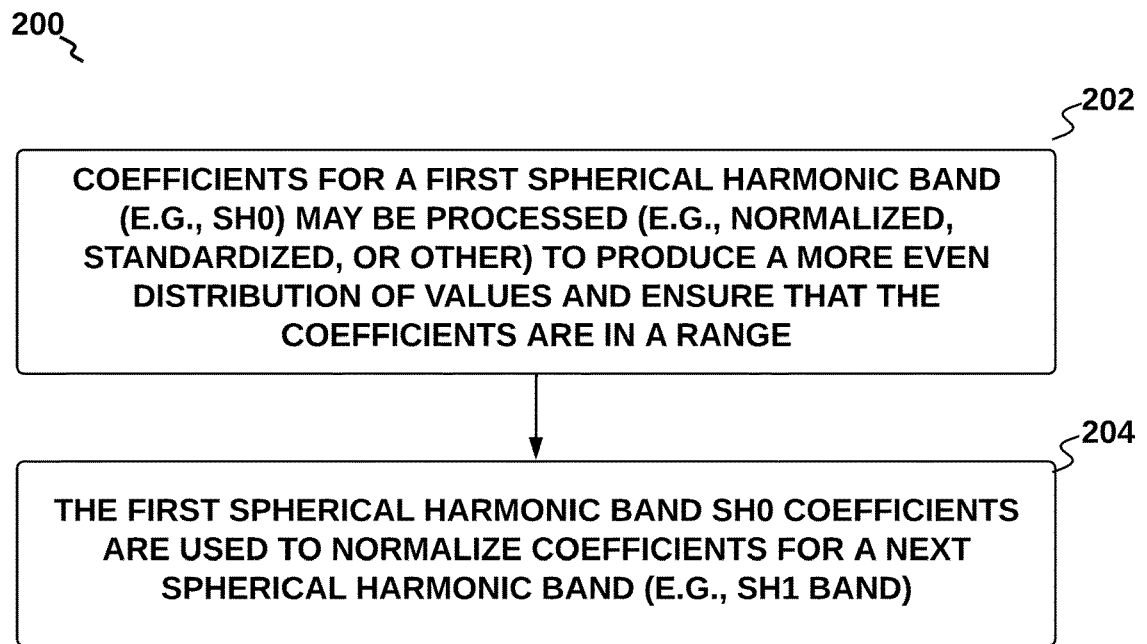 200
202
COEFFICIENTS FOR A FIRST SPHERICAL HARMONIC BAND
(E.G., SH0) MAY BE PROCESSED (E.G., NORMALIZED,
STANDARDIZED, OR OTHER) TO PRODUCE A MORE EVEN
DISTRIBUTION OF VALUES AND ENSURE THAT THE
COEFFICIENTS ARE IN A RANGE
204
THE FIRST SPHERICAL HARMONIC BAND SH0 COEFFICIENTS
ARE USED TO NORMALIZE COEFFICIENTS FOR A NEXT
SPHERICAL HARMONIC BAND (E.G., SH1 BAND)